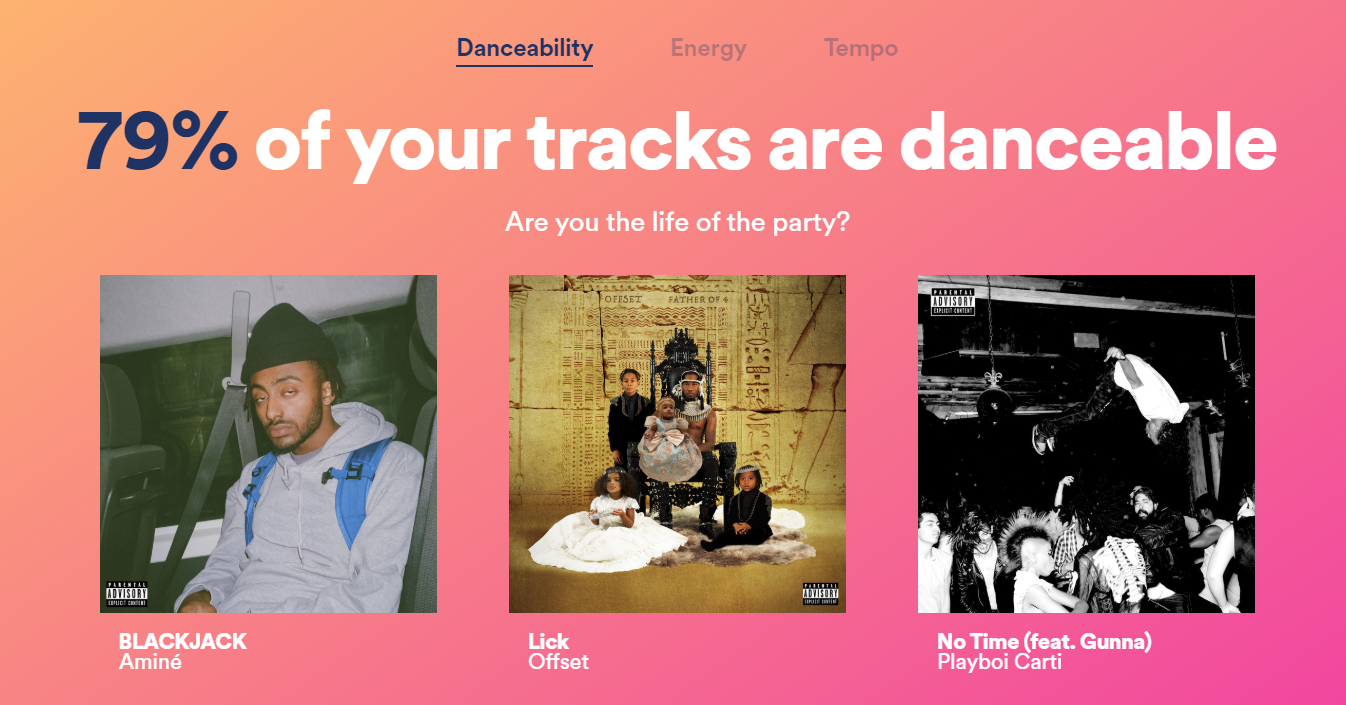 Danceability Energy Tempo
79% of your tracks are danceable
Are you the life of the party?
OFFSET FATHER OF 4
PARENTAL
ADVISORY
EXPLICIT CONTENT
PARENTAL
ADVISORY
EXPLICIT CONTENT
PARENTAL
ADVISORY
EXPLICIT CONTENT
BLACKJACK
Aminé
Lick
Offset
No Time (feat. Gunna)
Playboi Carti